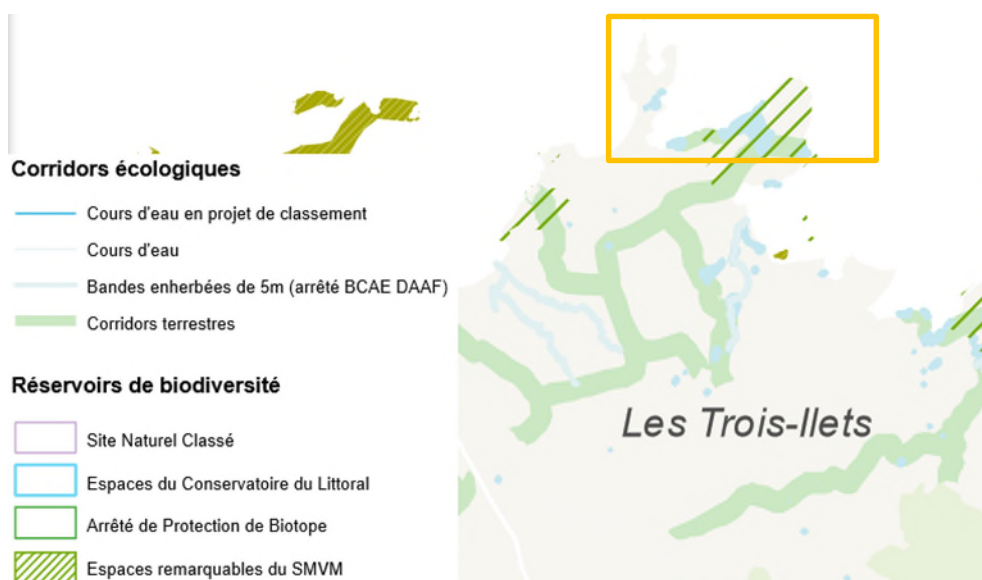 Corridors écologiques
Cours d'eau en projet de classement
Cours d'eau
Bandes enherbées de 5m (arrêté BCAE DAAF)
Corridors terrestres
Réservoirs de biodiversité
Site Naturel Classé
Espaces du Conservatoire du Littoral
Arrêté de Protection de Biotope
Espaces remarquables du SMVM
Les Trois-Ilets